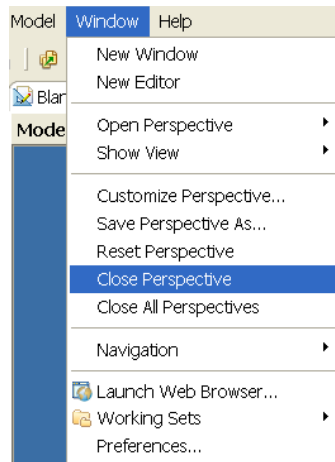 Model Window Help
New Window
New Editor
Blan
Mode
Open Perspective
Show View
Customize Perspective...
Save Perspective As...
Reset Perspective
Close Perspective
Close All Perspectives
Navigation
Launch Web Browser...
Working Sets
Preferences...